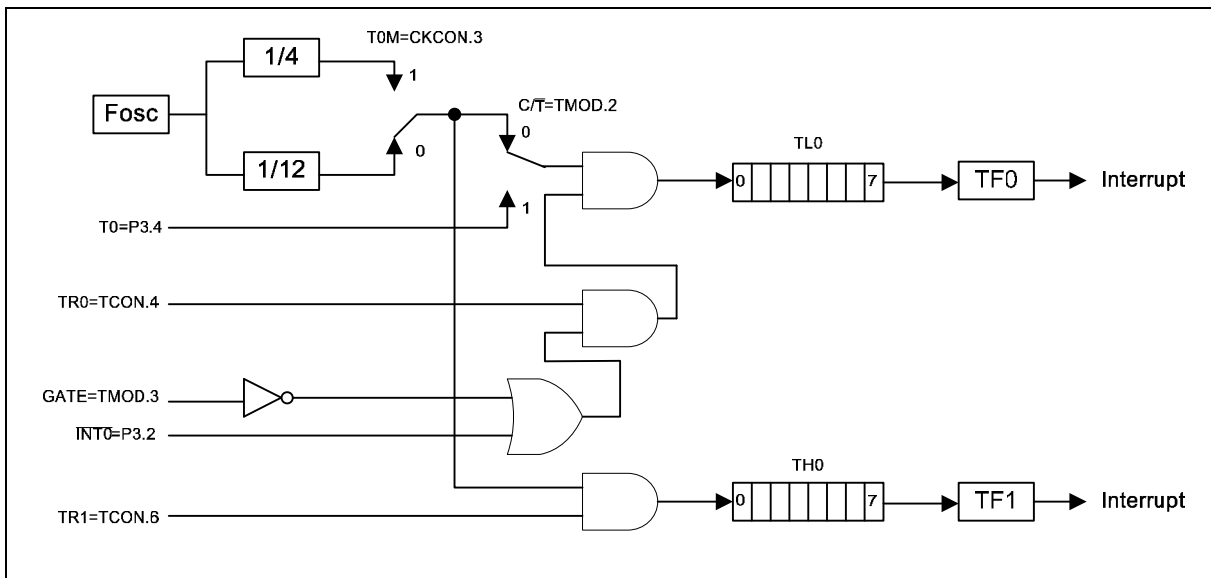 T0M=CKCON.3
1/4
1
Fosc
C/T̅=TMOD.2
0
0
1/12
TL0
0 7
TF0
Interrupt
1
T0=P3.4
TR0=TCON.4
GATE=TMOD.3
I̅N̅T̅0̅=P3.2
TH0
0 7
TF1
Interrupt
TR1=TCON.6